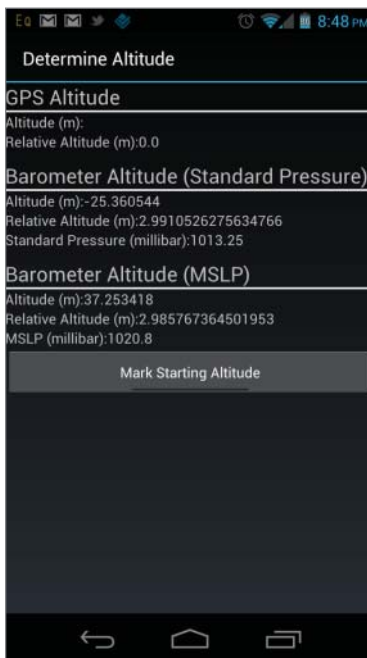 Eq 8:48 PM
Determine Altitude
GPS Altitude
Altitude (m):
Relative Altitude (m):0.0
Barometer Altitude (Standard Pressure)
Altitude (m):-25.360544
Relative Altitude (m):2.9910526275634766
Standard Pressure (millibar):1013.25
Barometer Altitude (MSLP)
Altitude (m):37.253418
Relative Altitude (m):2.985767364501953
MSLP (millibar):1020.8
Mark Starting Altitude